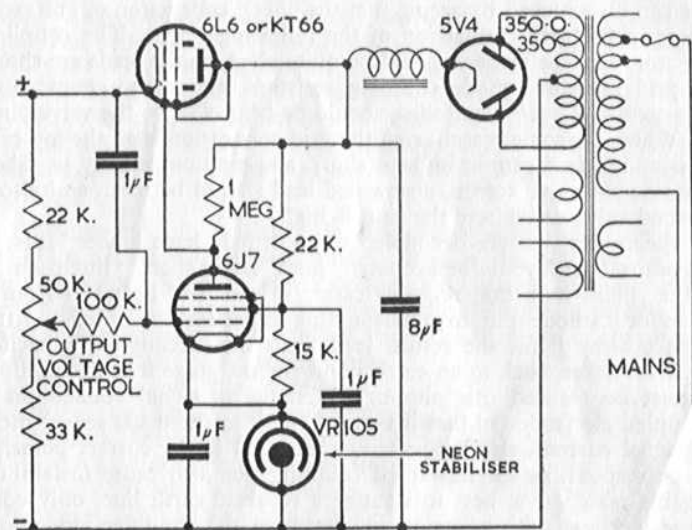 6L6 or KT66
5V4
350·0·
350
+
1μF
1
MEG
22 K.
22 K.
6J7
50 K.
100 K.
8μF
OUTPUT
VOLTAGE
CONTROL
15 K.
1μF
MAINS
33 K.
1μF
VR105
NEON
STABILISER
−